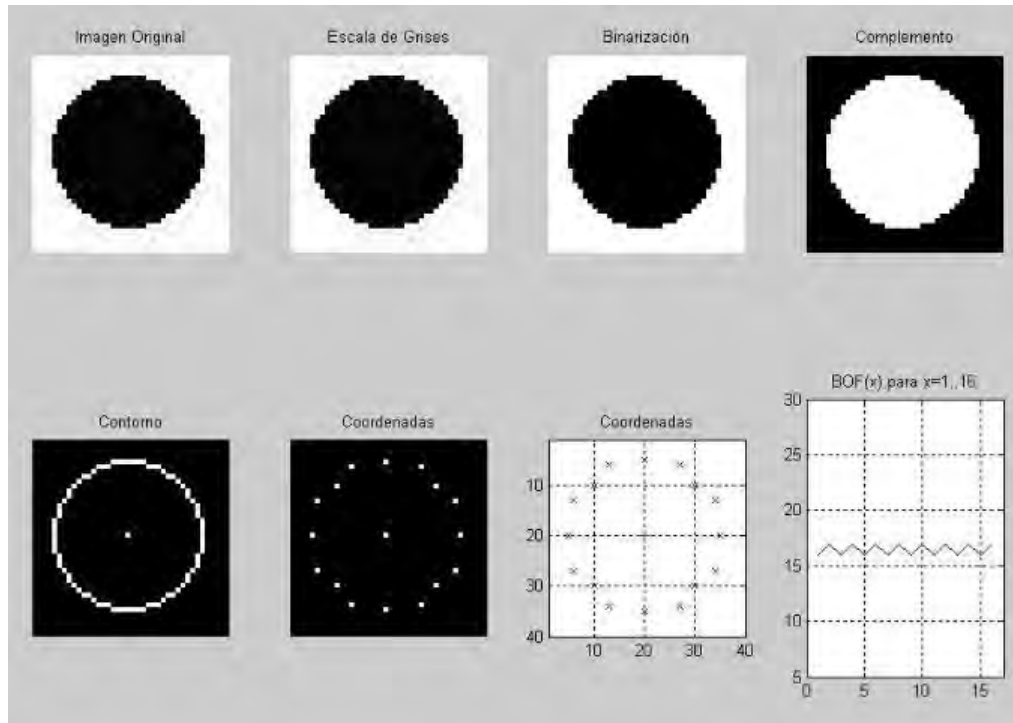 Imagen Original
Escala de Grises
Binarización
Complemento
Contorno
Coordenadas
Coordenadas
10
20
30
40
10
20
30
40
BOF(x) para x=1..16
30
25
20
15
10
5
0
5
10
15